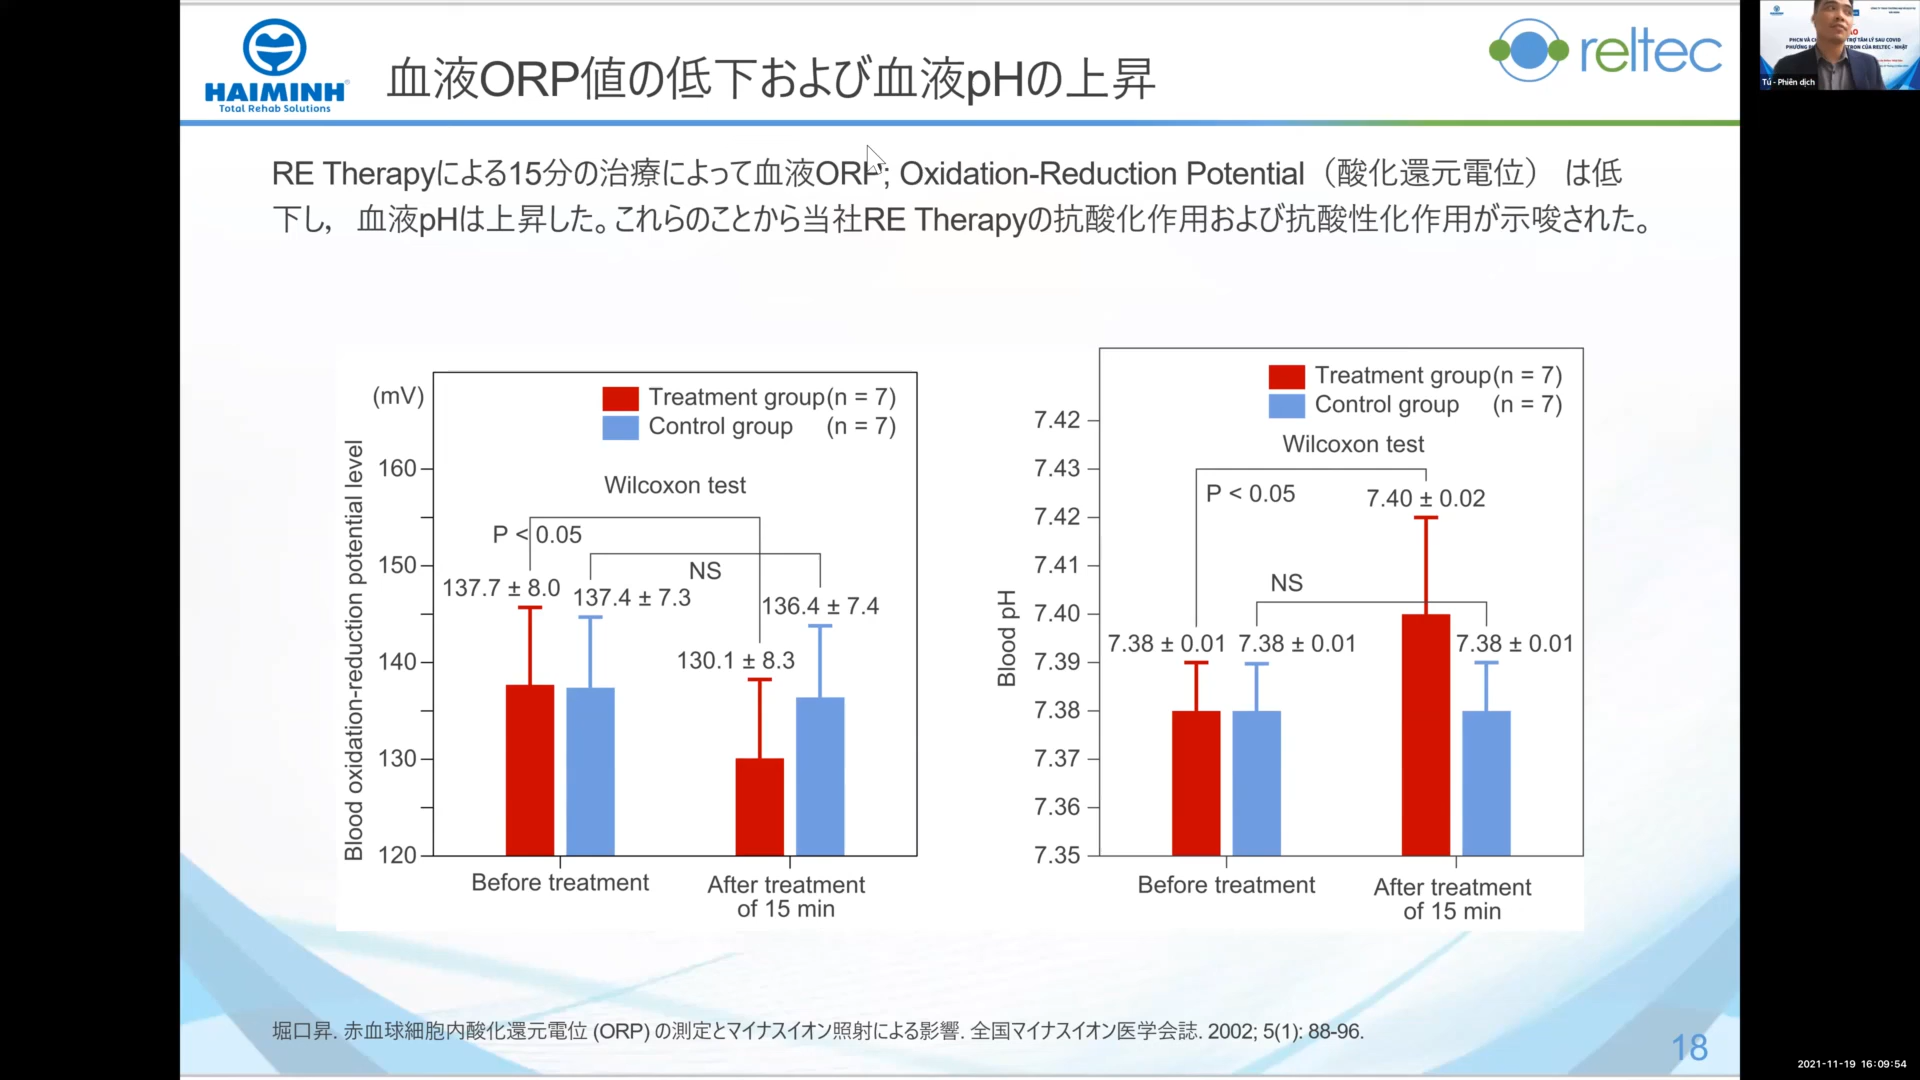 HAIMINH
Total Rehab Solutions
血液ORP値の低下および血液pHの上昇
reltec
RE Therapyによる15分の治療によって血液ORP; Oxidation-Reduction Potential（酸化還元電位） は低
下し， 血液pHは上昇した。これらのことから当社RE Therapyの抗酸化作用および抗酸性化作用が示唆された。
(mV)
Treatment group(n = 7)
Control group (n = 7)
Wilcoxon test
P < 0.05
NS
137.7 ± 8.0
137.4 ± 7.3
130.1 ± 8.3
136.4 ± 7.4
160
150
140
130
120
Blood oxidation-reduction potential level
Before treatment
After treatment
of 15 min
Treatment group(n = 7)
Control group (n = 7)
Wilcoxon test
P < 0.05
7.40 ± 0.02
NS
7.38 ± 0.01
7.38 ± 0.01
7.38 ± 0.01
7.42
7.43
7.42
7.41
7.40
7.39
7.38
7.37
7.36
7.35
Blood pH
Before treatment
After treatment
of 15 min
堀口昇. 赤血球細胞内酸化還元電位 (ORP) の測定とマイナスイオン照射による影響. 全国マイナスイオン医学会誌. 2002; 5(1): 88-96.
18
Tú - Phiên dịch
2021-11-19 16:09:54